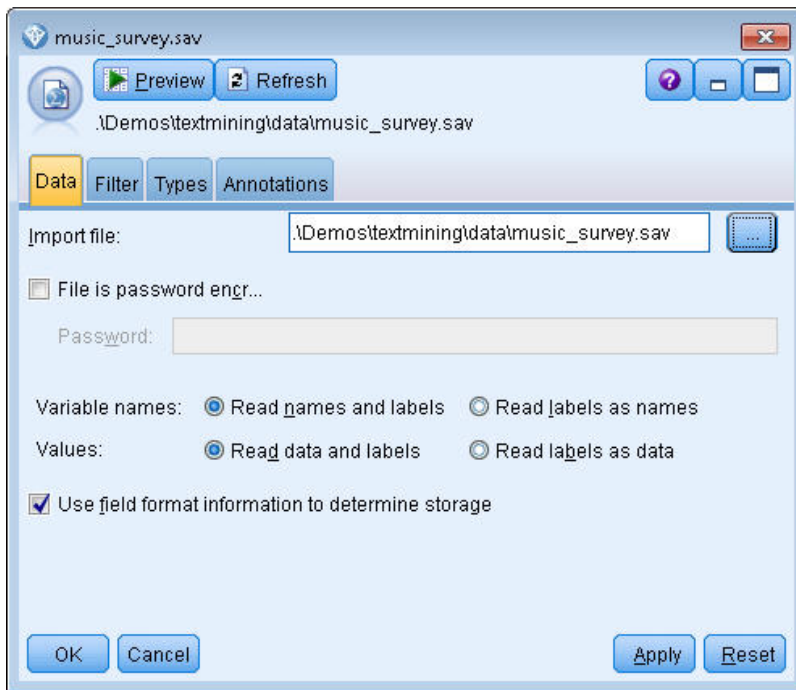 music_survey.sav
Preview Refresh ?
.\Demos\textmining\data\music_survey.sav
Data Filter Types Annotations
Import file: .\Demos\textmining\data\music_survey.sav ...
File is password encr...
Password:
Variable names: Read names and labels Read labels as names
Values: Read data and labels Read labels as data
Use field format information to determine storage
OK Cancel Apply Reset